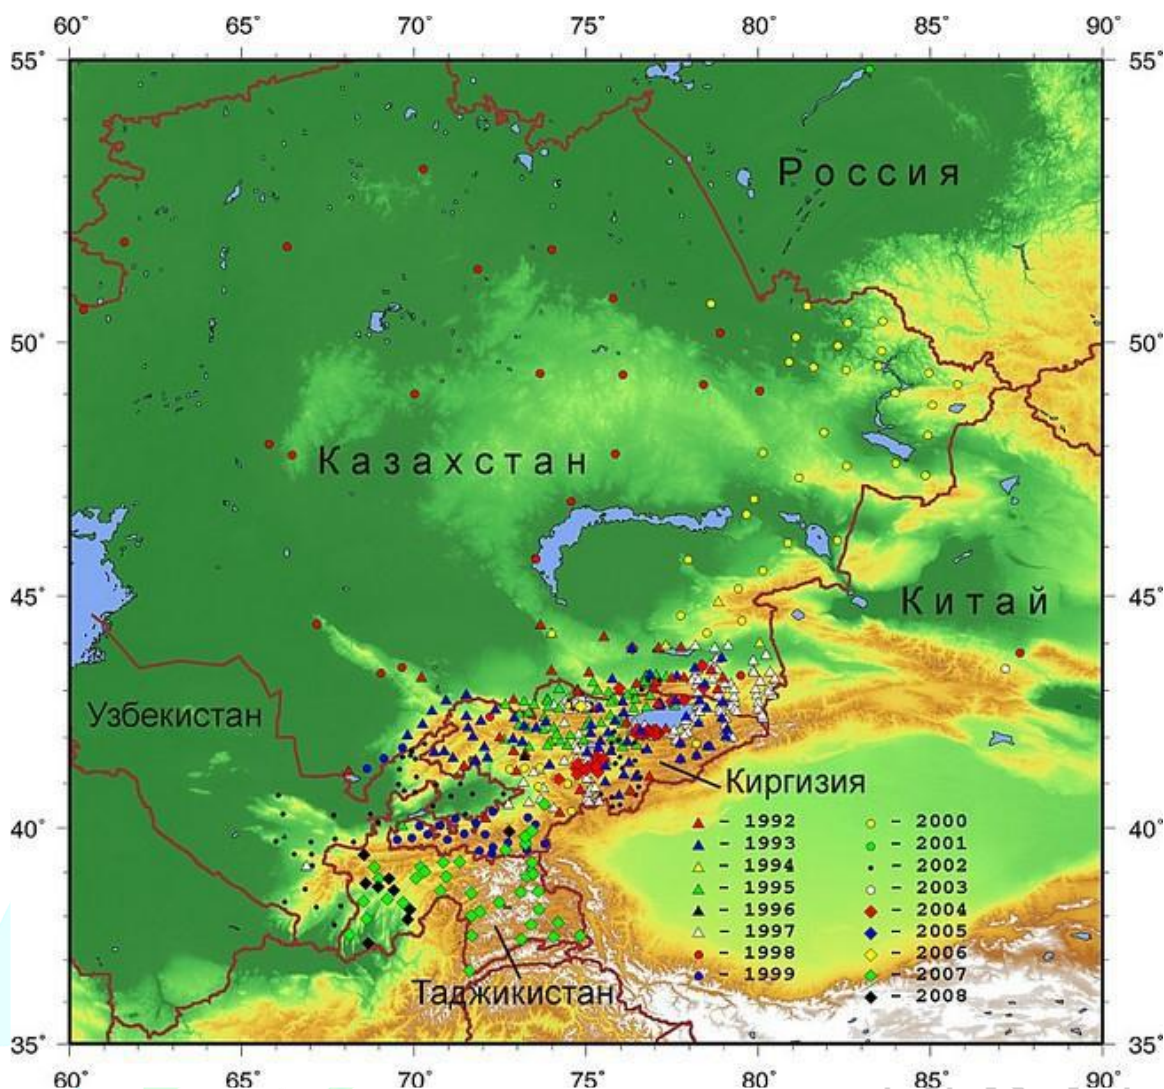 60° 65° 70° 75° 80° 85° 90°
55° 55°
Россия
50° 50°
Казахстан
45° Китай 45°
Узбекистан
Киргизия
40° 40°
▲ - 1992
▲ - 1993
▲ - 1994
▲ - 1995
▲ - 1996
△ - 1997
● - 1998
● - 1999
● - 2000
● - 2001
• - 2002
○ - 2003
◆ - 2004
◆ - 2005
◆ - 2006
◆ - 2007
◆ - 2008
Таджикистан
35° 35°
60 65 70 75 80 85 90